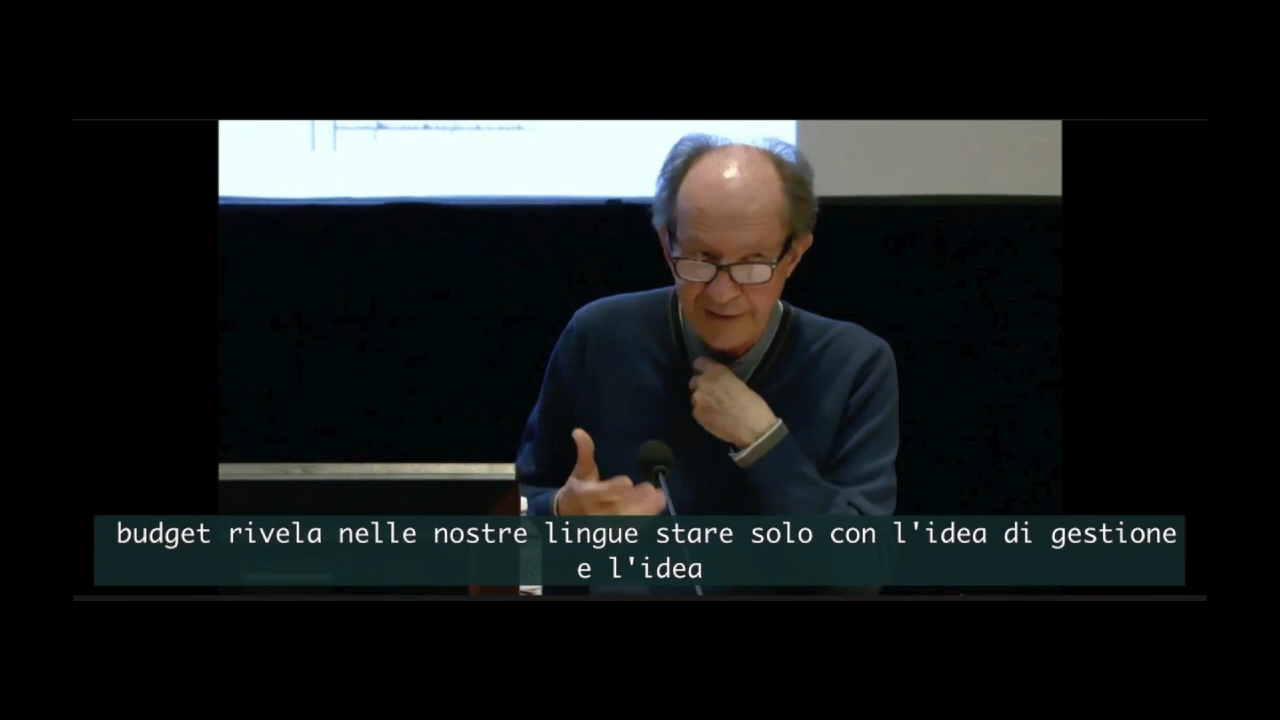 budget rivela nelle nostre lingue stare solo con l'idea di gestione
e l'idea